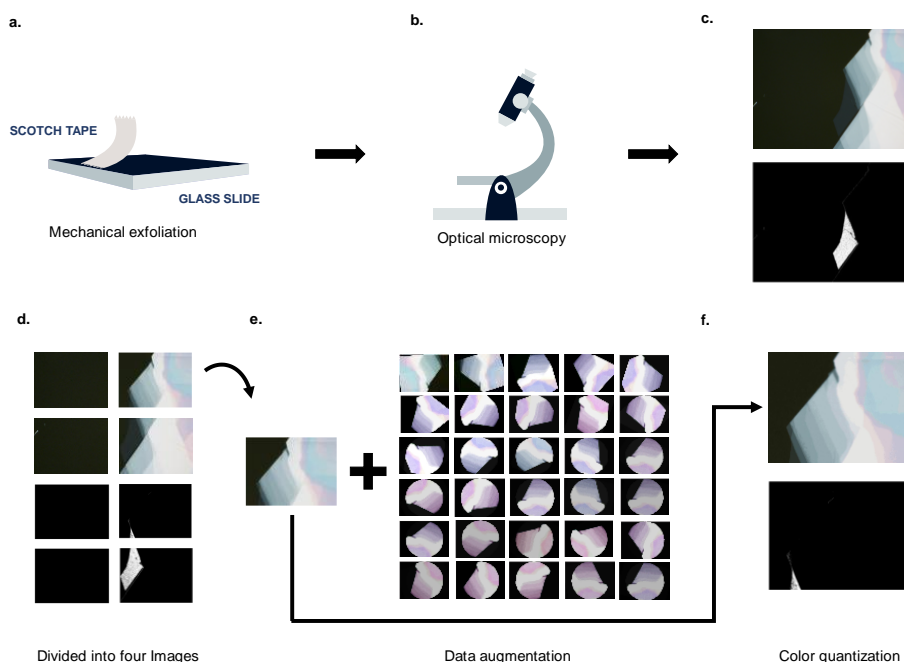 a.
b.
c.
SCOTCH TAPE
GLASS SLIDE
Mechanical exfoliation
Optical microscopy
d.
e.
f.
Divided into four Images
Data augmentation
Color quantization